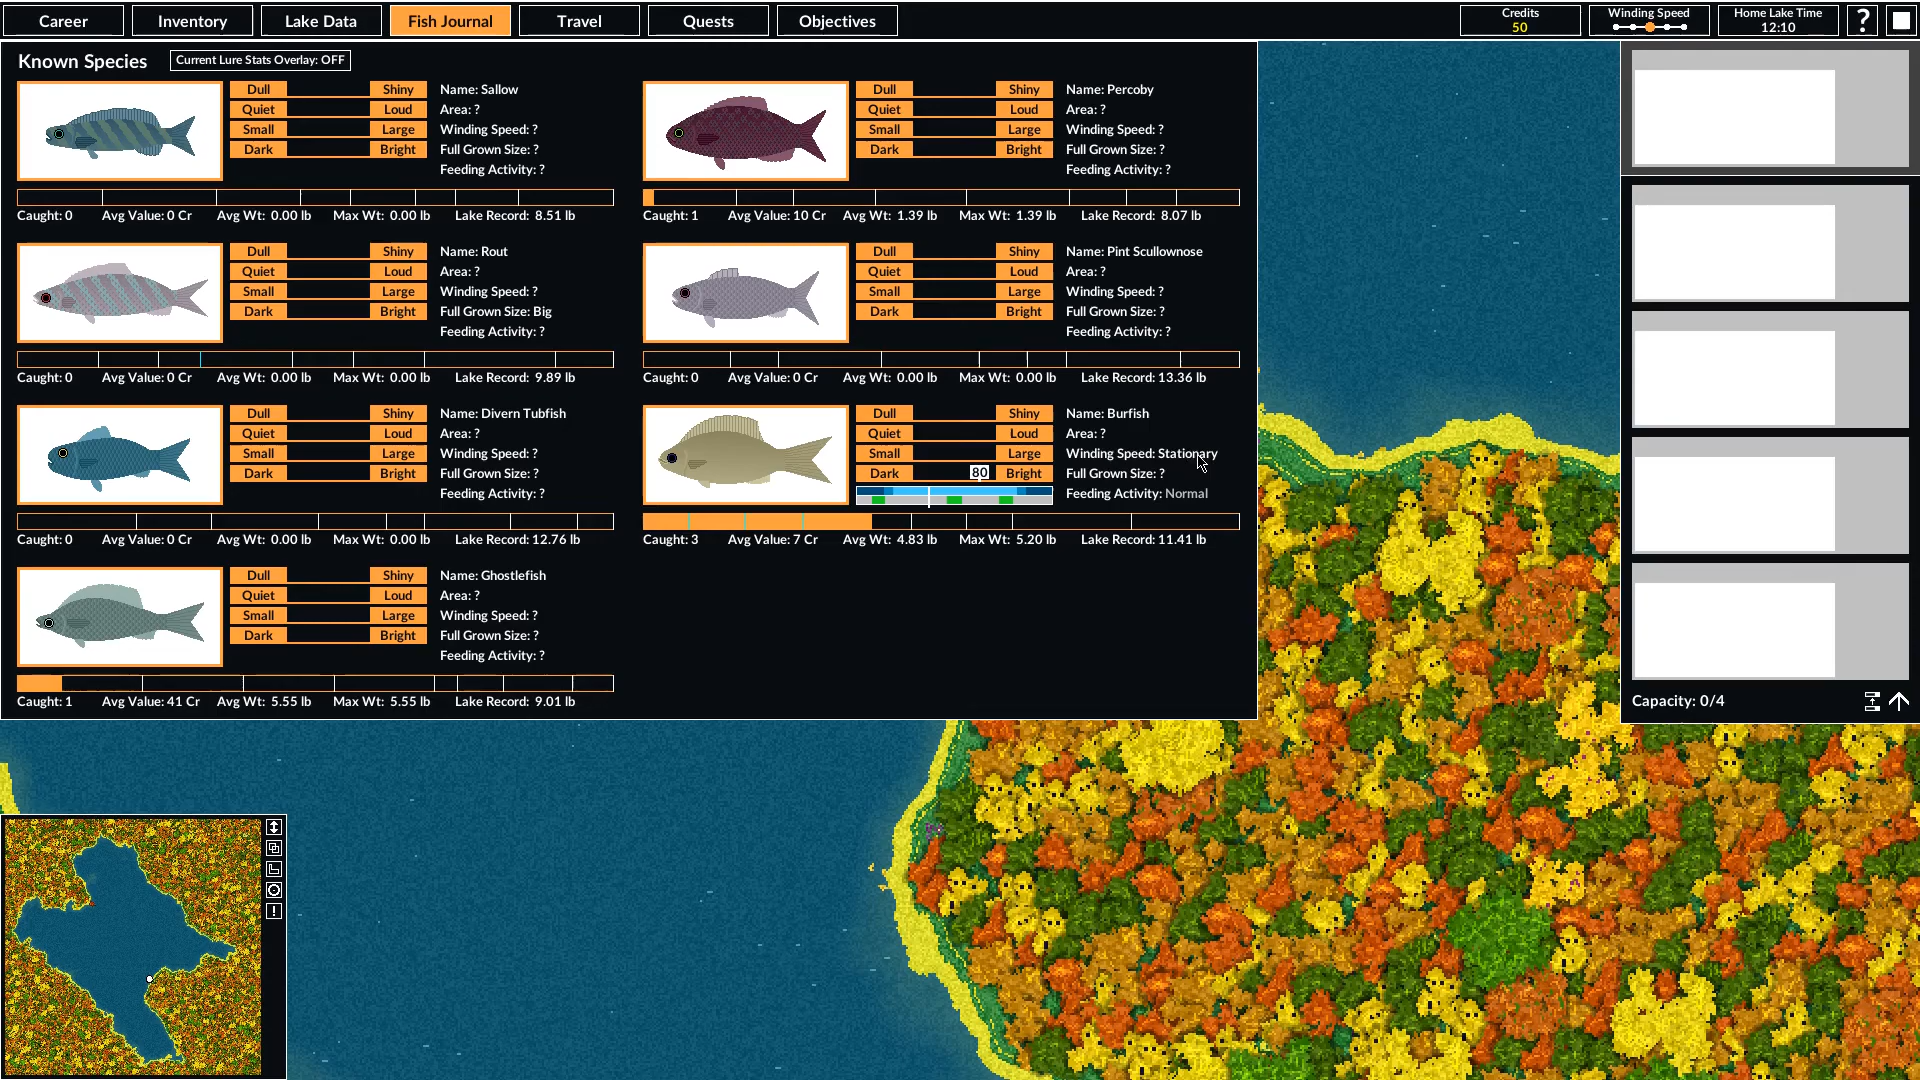 Career Inventory Lake Data Fish Journal Travel Quests Objectives
Credits 50
Winding Speed
Home Lake Time 12:10
?
Known Species
Current Lure Stats Overlay: OFF
Dull Shiny Name: Sallow
Quiet Loud Area: ?
Small Large Winding Speed: ?
Dark Bright Full Grown Size: ?
Feeding Activity: ?
Caught: 0 Avg Value: 0 Cr Avg Wt: 0.00 lb Max Wt: 0.00 lb Lake Record: 8.51 lb
Dull Shiny Name: Percoby
Quiet Loud Area: ?
Small Large Winding Speed: ?
Dark Bright Full Grown Size: ?
Feeding Activity: ?
Caught: 1 Avg Value: 10 Cr Avg Wt: 1.39 lb Max Wt: 1.39 lb Lake Record: 8.07 lb
Dull Shiny Name: Rout
Quiet Loud Area: ?
Small Large Winding Speed: ?
Dark Bright Full Grown Size: Big
Feeding Activity: ?
Caught: 0 Avg Value: 0 Cr Avg Wt: 0.00 lb Max Wt: 0.00 lb Lake Record: 9.89 lb
Dull Shiny Name: Pint Scullownose
Quiet Loud Area: ?
Small Large Winding Speed: ?
Dark Bright Full Grown Size: ?
Feeding Activity: ?
Caught: 0 Avg Value: 0 Cr Avg Wt: 0.00 lb Max Wt: 0.00 lb Lake Record: 13.36 lb
Dull Shiny Name: Divern Tubfish
Quiet Loud Area: ?
Small Large Winding Speed: ?
Dark Bright Full Grown Size: ?
Feeding Activity: ?
Caught: 0 Avg Value: 0 Cr Avg Wt: 0.00 lb Max Wt: 0.00 lb Lake Record: 12.76 lb
Dull Shiny Name: Burfish
Quiet Loud Area: ?
Small Large Winding Speed: Stationary
Dark 80 Bright Full Grown Size: ?
Feeding Activity: Normal
Caught: 3 Avg Value: 7 Cr Avg Wt: 4.83 lb Max Wt: 5.20 lb Lake Record: 11.41 lb
Dull Shiny Name: Ghostlefish
Quiet Loud Area: ?
Small Large Winding Speed: ?
Dark Bright Full Grown Size: ?
Feeding Activity: ?
Caught: 1 Avg Value: 41 Cr Avg Wt: 5.55 lb Max Wt: 5.55 lb Lake Record: 9.01 lb
Capacity: 0/4